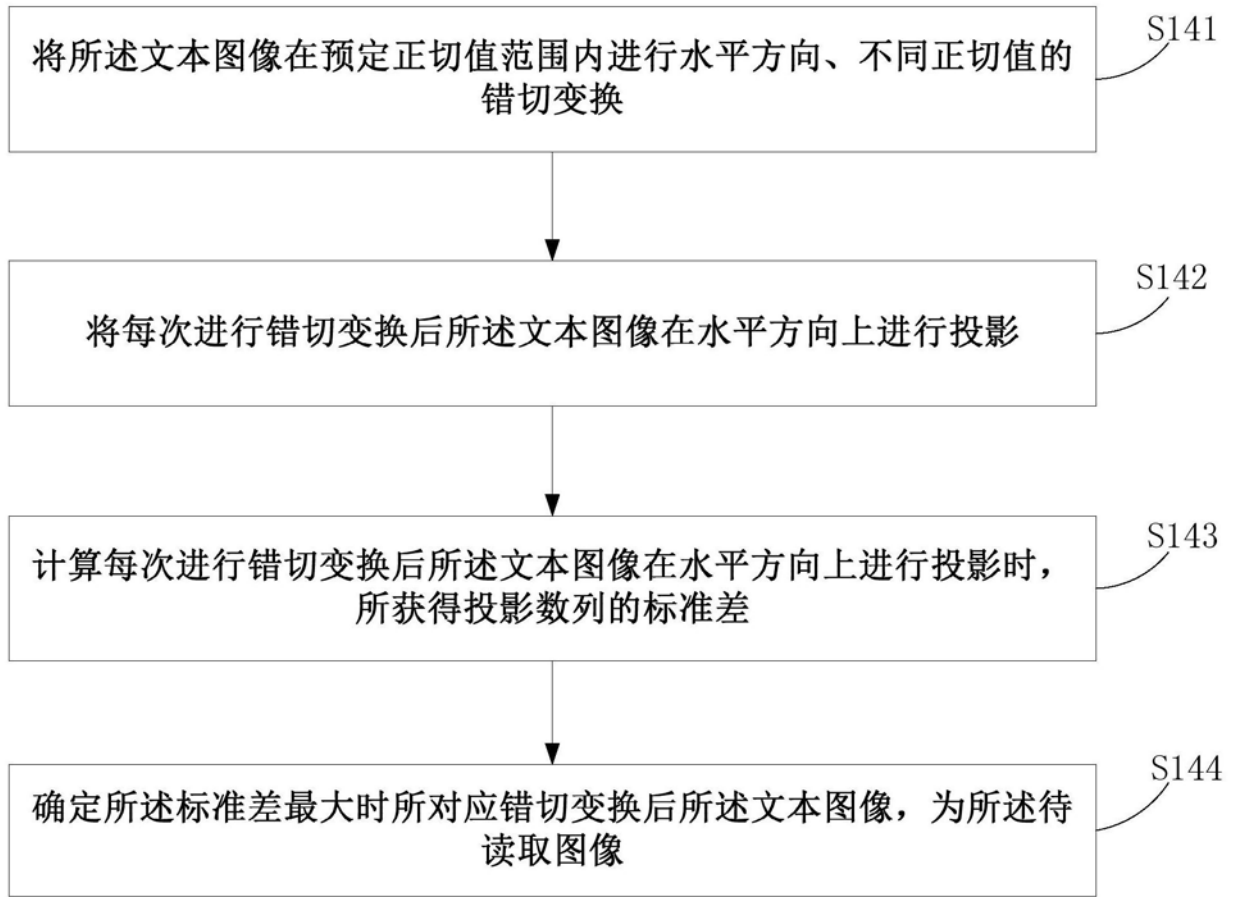 S141
将所述文本图像在预定正切值范围内进行水平方向、不同正切值的
错切变换
S142
将每次进行错切变换后所述文本图像在水平方向上进行投影
S143
计算每次进行错切变换后所述文本图像在水平方向上进行投影时，
所获得投影数列的标准差
S144
确定所述标准差最大时所对应错切变换后所述文本图像，为所述待
读取图像